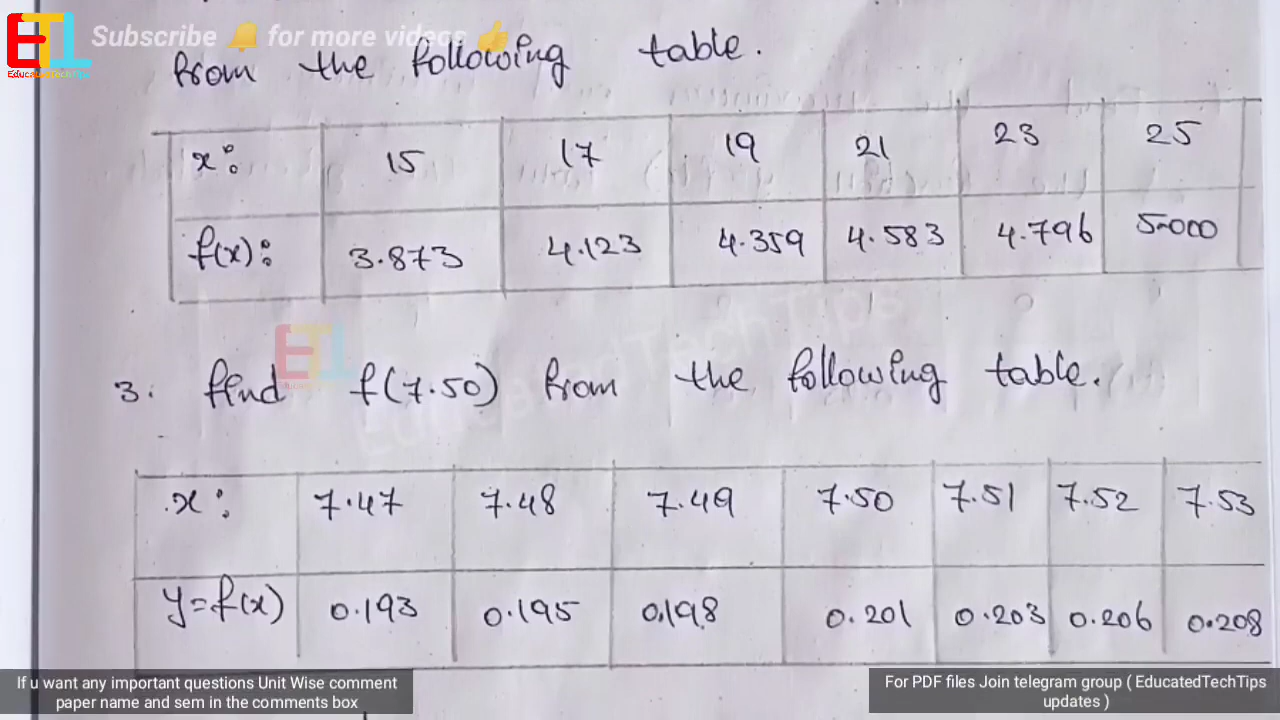 ETL
EducatedTechTips
Subscribe 🔔 for more videos 👍
from the following table.
x: 15 17 19 21 23 25
f(x): 3.873 4.123 4.359 4.583 4.796 5.000
EducatedTechTips
ETL
3. find f(7.50) from the following table.
x: 7.47 7.48 7.49 7.50 7.51 7.52 7.53
y=f(x) 0.193 0.195 0.198 0.201 0.203 0.206 0.208
If u want any important questions Unit Wise comment
paper name and sem in the comments box
For PDF files Join telegram group ( EducatedTechTips
updates )